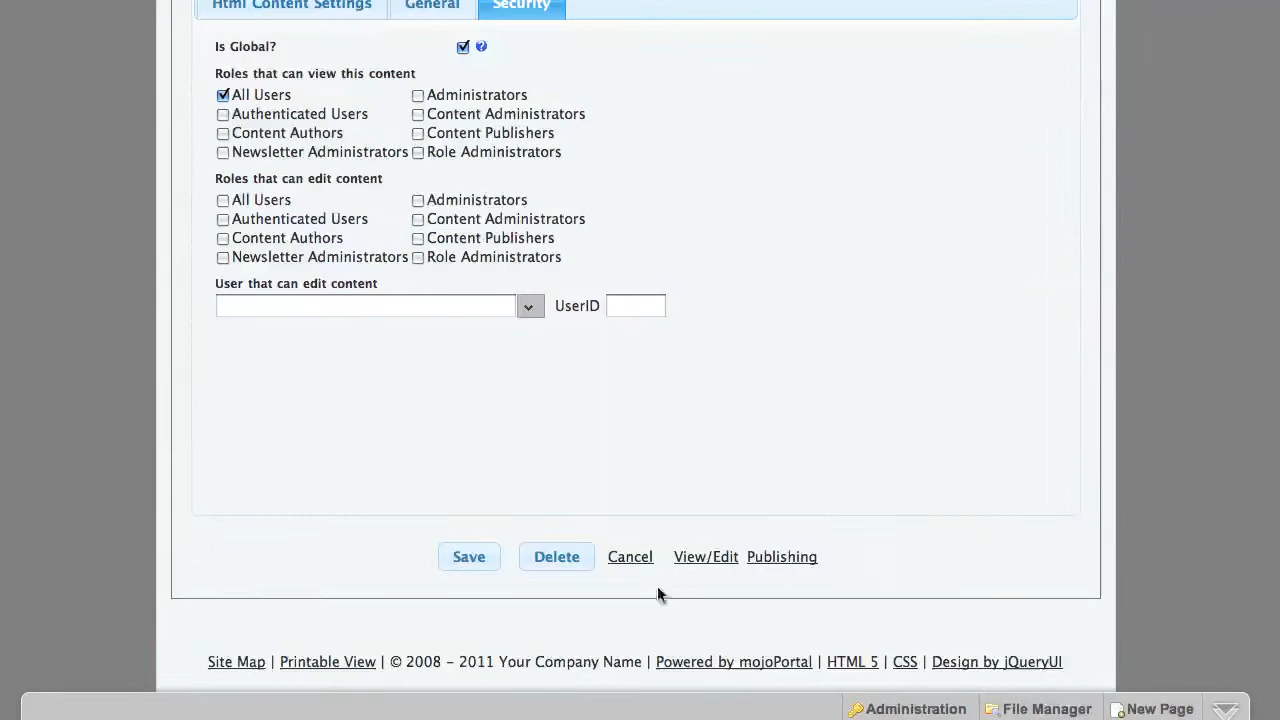 Html Content Settings General Security
Is Global?
Roles that can view this content
All Users Administrators
Authenticated Users Content Administrators
Content Authors Content Publishers
Newsletter Administrators Role Administrators
Roles that can edit content
All Users Administrators
Authenticated Users Content Administrators
Content Authors Content Publishers
Newsletter Administrators Role Administrators
User that can edit content
UserID
Save Delete Cancel View/Edit Publishing
Site Map | Printable View | © 2008 - 2011 Your Company Name | Powered by mojoPortal | HTML 5 | CSS | Design by jQueryUI
Administration File Manager New Page